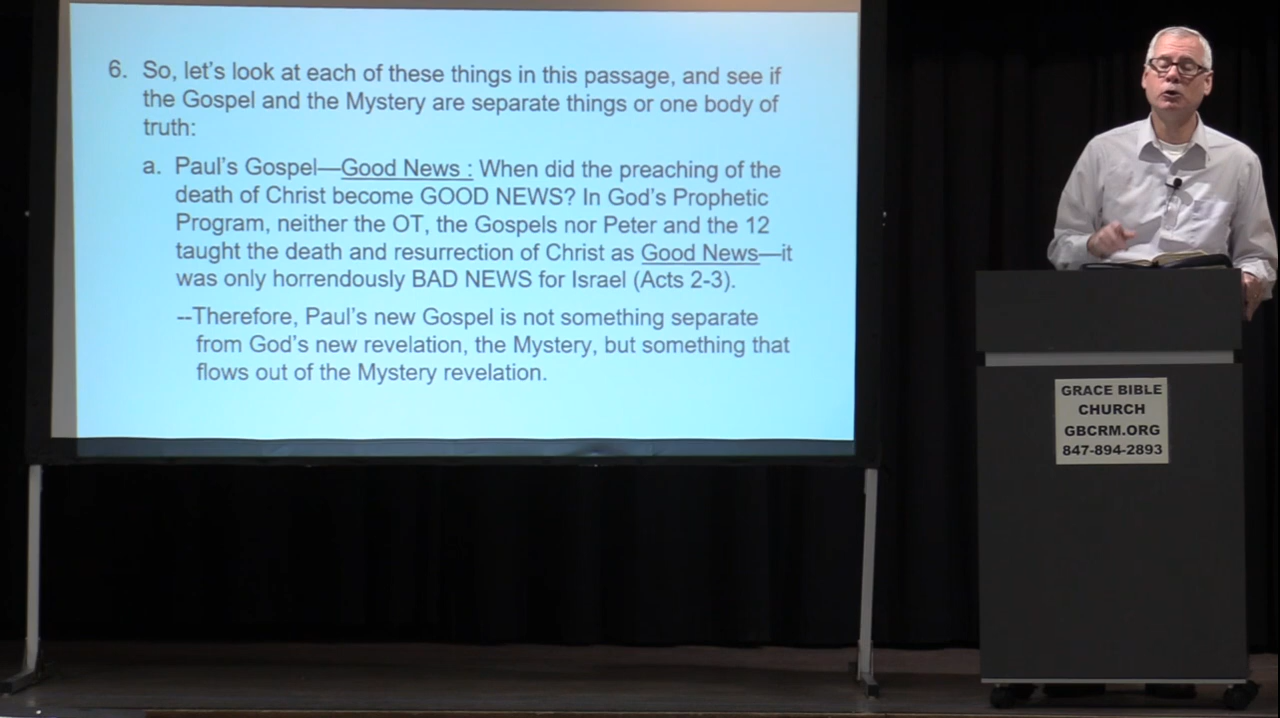 6. So, let's look at each of these things in this passage, and see if
the Gospel and the Mystery are separate things or one body of
truth:
a. Paul's Gospel—Good News : When did the preaching of the
death of Christ become GOOD NEWS? In God's Prophetic
Program, neither the OT, the Gospels nor Peter and the 12
taught the death and resurrection of Christ as Good News—it
was only horrendously BAD NEWS for Israel (Acts 2-3).
--Therefore, Paul's new Gospel is not something separate
from God's new revelation, the Mystery, but something that
flows out of the Mystery revelation.
GRACE BIBLE
CHURCH
GBCRM.ORG
847-894-2893